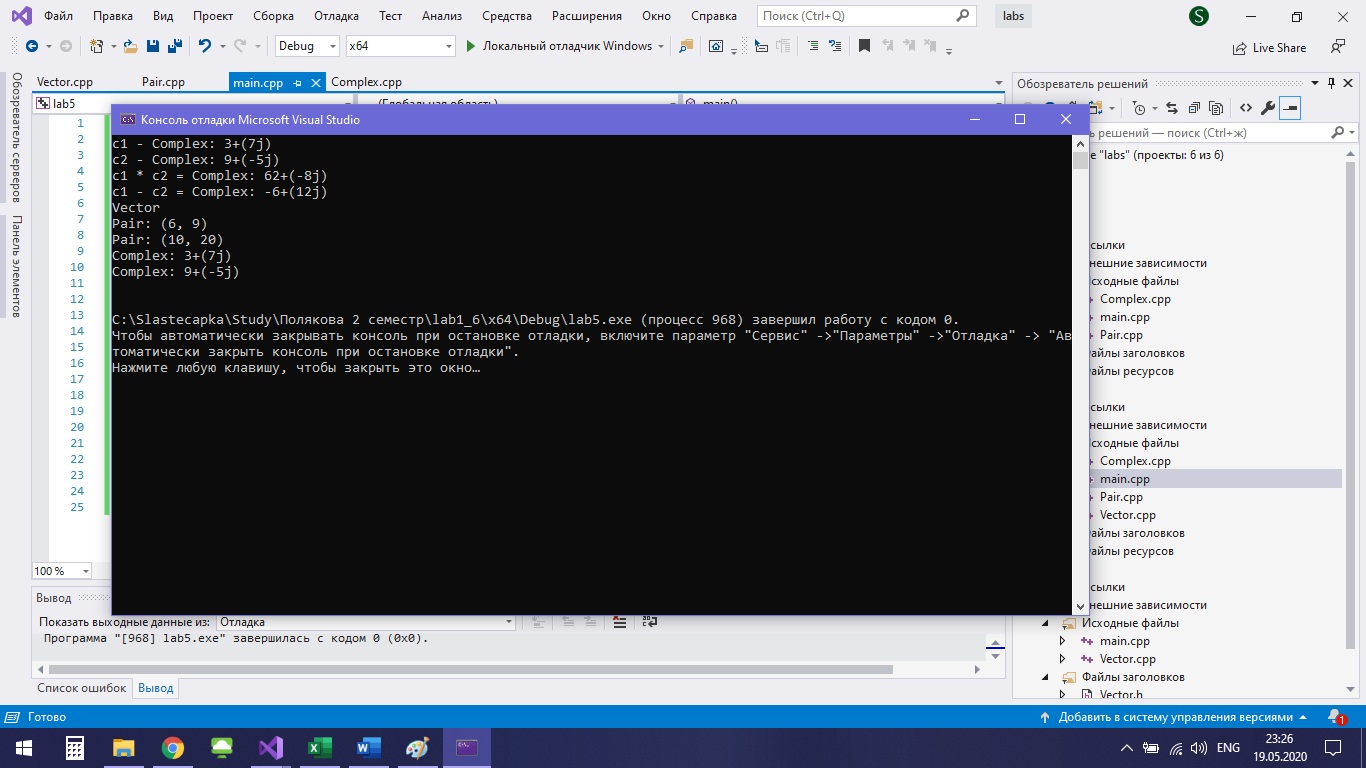 Файл Правка Вид Проект Сборка Отладка Тест Анализ Средства Расширения Окно Справка Поиск (Ctrl+Q) labs S
Debug x64 Локальный отладчик Windows Live Share
Vector.cpp Pair.cpp main.cpp Complex.cpp
Обозреватель решений
lab5 (Глобальная область) main()
Обозреватель серверов
Панель элементов
1
2
3
4
5
6
7
8
9
10
11
12
13
14
15
16
17
18
19
20
21
22
23
24
25
Консоль отладки Microsoft Visual Studio
c1 - Complex: 3+(7j)
c2 - Complex: 9+(-5j)
c1 * c2 = Complex: 62+(-8j)
c1 - c2 = Complex: -6+(12j)
Vector
Pair: (6, 9)
Pair: (10, 20)
Complex: 3+(7j)
Complex: 9+(-5j)
C:\Slastecapka\Study\Полякова 2 семестр\lab1_6\x64\Debug\lab5.exe (процесс 968) завершил работу с кодом 0.
Чтобы автоматически закрывать консоль при остановке отладки, включите параметр "Сервис" ->"Параметры" ->"Отладка" -> "Ав
томатически закрыть консоль при остановке отладки".
Нажмите любую клавишу, чтобы закрыть это окно…
ь решений — поиск (Ctrl+ж)
е "labs" (проекты: 6 из 6)
сылки
нешние зависимости
сходные файлы
Complex.cpp
main.cpp
Pair.cpp
айлы заголовков
айлы ресурсов
сылки
нешние зависимости
сходные файлы
Complex.cpp
main.cpp
Pair.cpp
Vector.cpp
айлы заголовков
айлы ресурсов
сылки
нешние зависимости
Исходные файлы
main.cpp
Vector.cpp
Файлы заголовков
Vector.h
100 %
Вывод
Показать выходные данные из: Отладка
Программа "[968] lab5.exe" завершилась с кодом 0 (0x0).
Список ошибок Вывод
Готово Добавить в систему управления версиями 1
ENG 23:26
19.05.2020